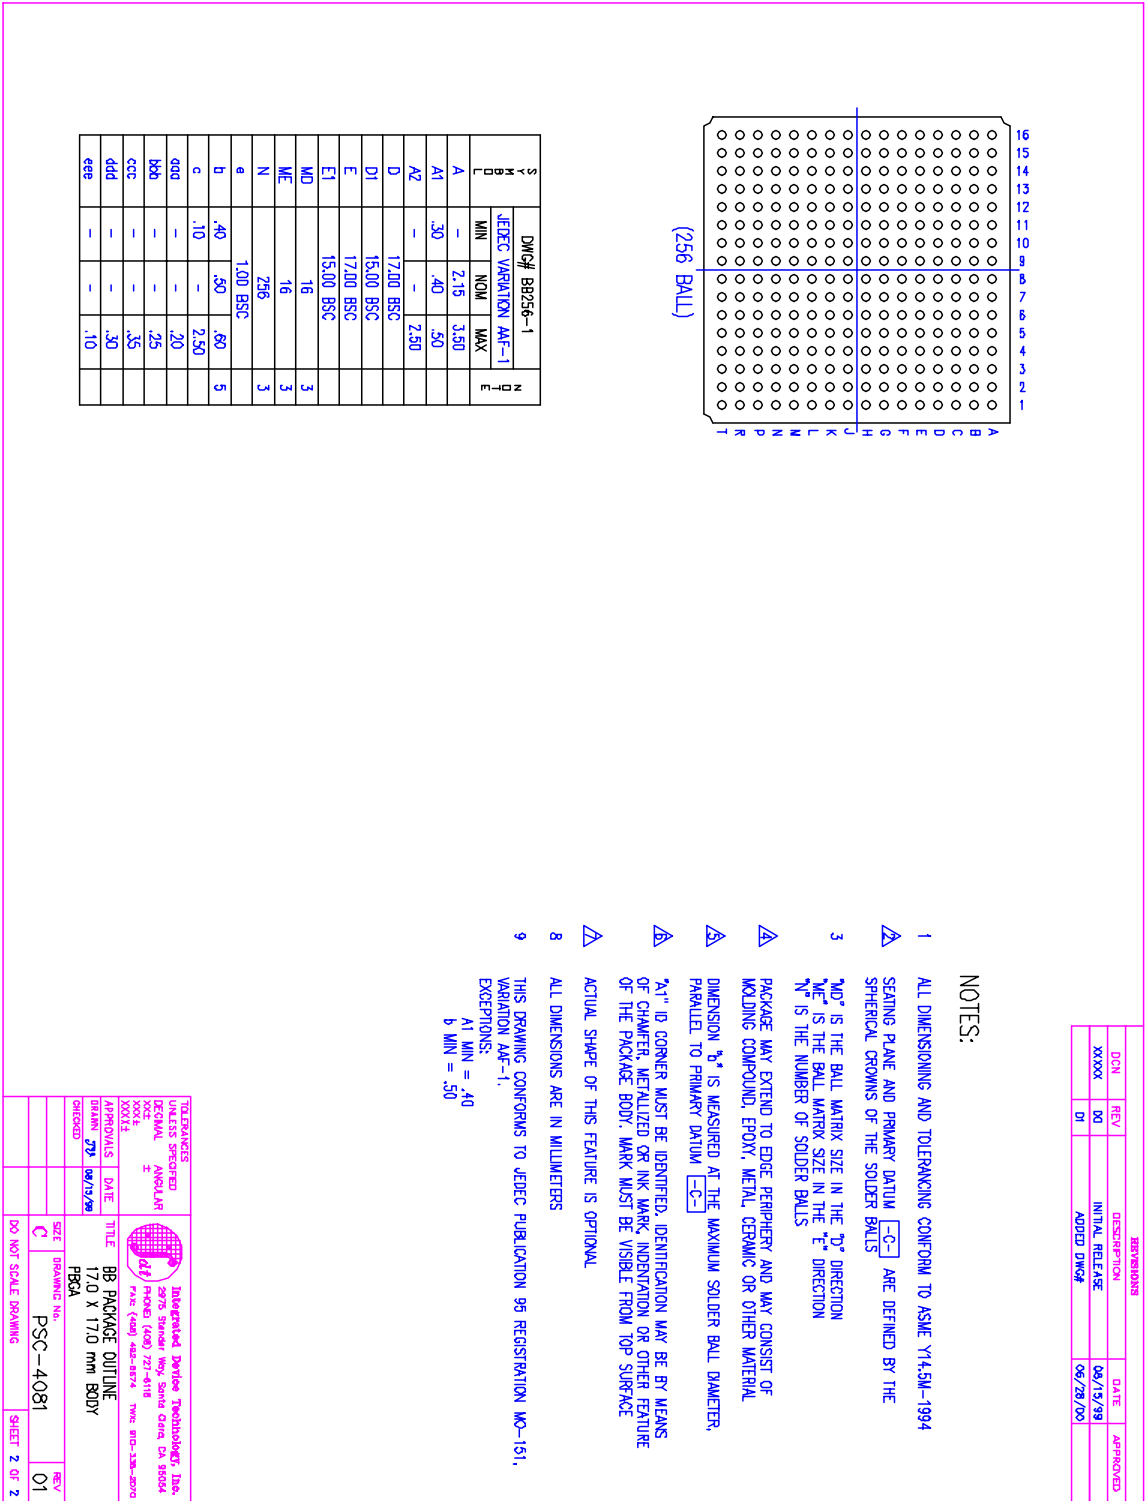 REVISIONS
DCN REV DESCRIPTION DATE APPROVED
XXXXX 00 INITIAL RELEASE 08/15/99
01 ADDED DWG# 06/28/00
16
15
14
13
12
11
10
9
8
7
6
5
4
3
2
1
A
B
C
D
E
F
G
H
J
K
L
M
N
P
R
T
(256 BALL)
SYMBOL DWG# BB256-1 NOTE
JEDEC VARIATION AAF-1
MIN NOM MAX
A - 2.15 3.50
A1 .30 .40 .50
A2 - - 2.50
D 17.00 BSC
D1 15.00 BSC
E 17.00 BSC
E1 15.00 BSC
MD 16 3
ME 16 3
N 256 3
e 1.00 BSC
b .40 .50 .60 5
c .10 - 2.50
aaa - - .20
bbb - - .25
ccc - - .35
ddd - - .30
eee - - .10
NOTES:
1 ALL DIMENSIONING AND TOLERANCING CONFORM TO ASME Y14.5M-1994
2 SEATING PLANE AND PRIMARY DATUM -C- ARE DEFINED BY THE
SPHERICAL CROWNS OF THE SOLDER BALLS
3 "MD" IS THE BALL MATRIX SIZE IN THE "D" DIRECTION
"ME" IS THE BALL MATRIX SIZE IN THE "E" DIRECTION
"N" IS THE NUMBER OF SOLDER BALLS
4 PACKAGE MAY EXTEND TO EDGE PERIPHERY AND MAY CONSIST OF
MOLDING COMPOUND, EPOXY, METAL, CERAMIC OR OTHER MATERIAL
5 DIMENSION "b" IS MEASURED AT THE MAXIMUM SOLDER BALL DIAMETER,
PARALLEL TO PRIMARY DATUM -C-
6 "A1" ID CORNER MUST BE IDENTIFIED. IDENTIFICATION MAY BE BY MEANS
OF CHAMFER, METALLIZED OR INK MARK, INDENTATION OR OTHER FEATURE
OF THE PACKAGE BODY. MARK MUST BE VISIBLE FROM TOP SURFACE
7 ACTUAL SHAPE OF THIS FEATURE IS OPTIONAL
8 ALL DIMENSIONS ARE IN MILLIMETERS
9 THIS DRAWING CONFORMS TO JEDEC PUBLICATION 95 REGISTRATION MO-151,
VARIATION AAF-1.
EXCEPTIONS:
A1 MIN = .40
b MIN = .50
TOLERANCES
UNLESS SPECIFIED
DECIMAL ANGULAR
XX± ±
XXX±
XXXX±
APPROVALS DATE
DRAWN 08/15/99
CHECKED
idt
Integrated Device Technology, Inc.
2975 Stender Way, Santa Clara, CA 95054
PHONE: (408) 727-6116
FAX: (408) 492-8674 TWX: 910-338-2070
TITLE BB PACKAGE OUTLINE
17.0 X 17.0 mm BODY
PBGA
SIZE DRAWING No. REV
C PSC-4081 01
DO NOT SCALE DRAWING SHEET 2 OF 2